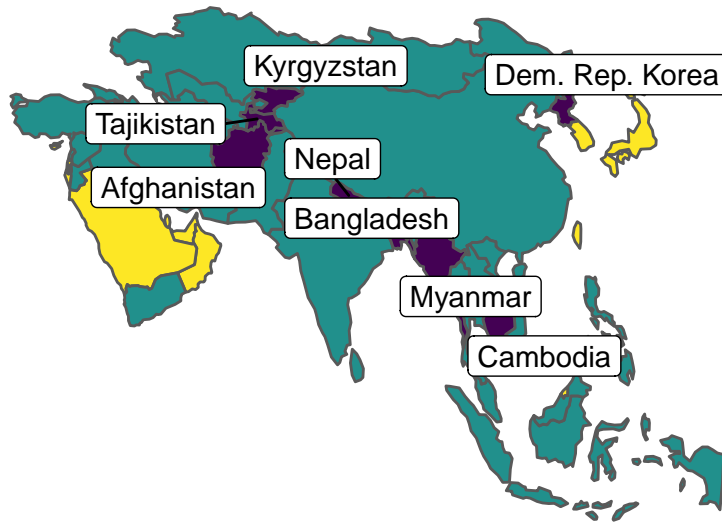 Kyrgyzstan
Dem. Rep. Korea
Tajikistan
Nepal
Afghanistan
Bangladesh
Myanmar
Cambodia